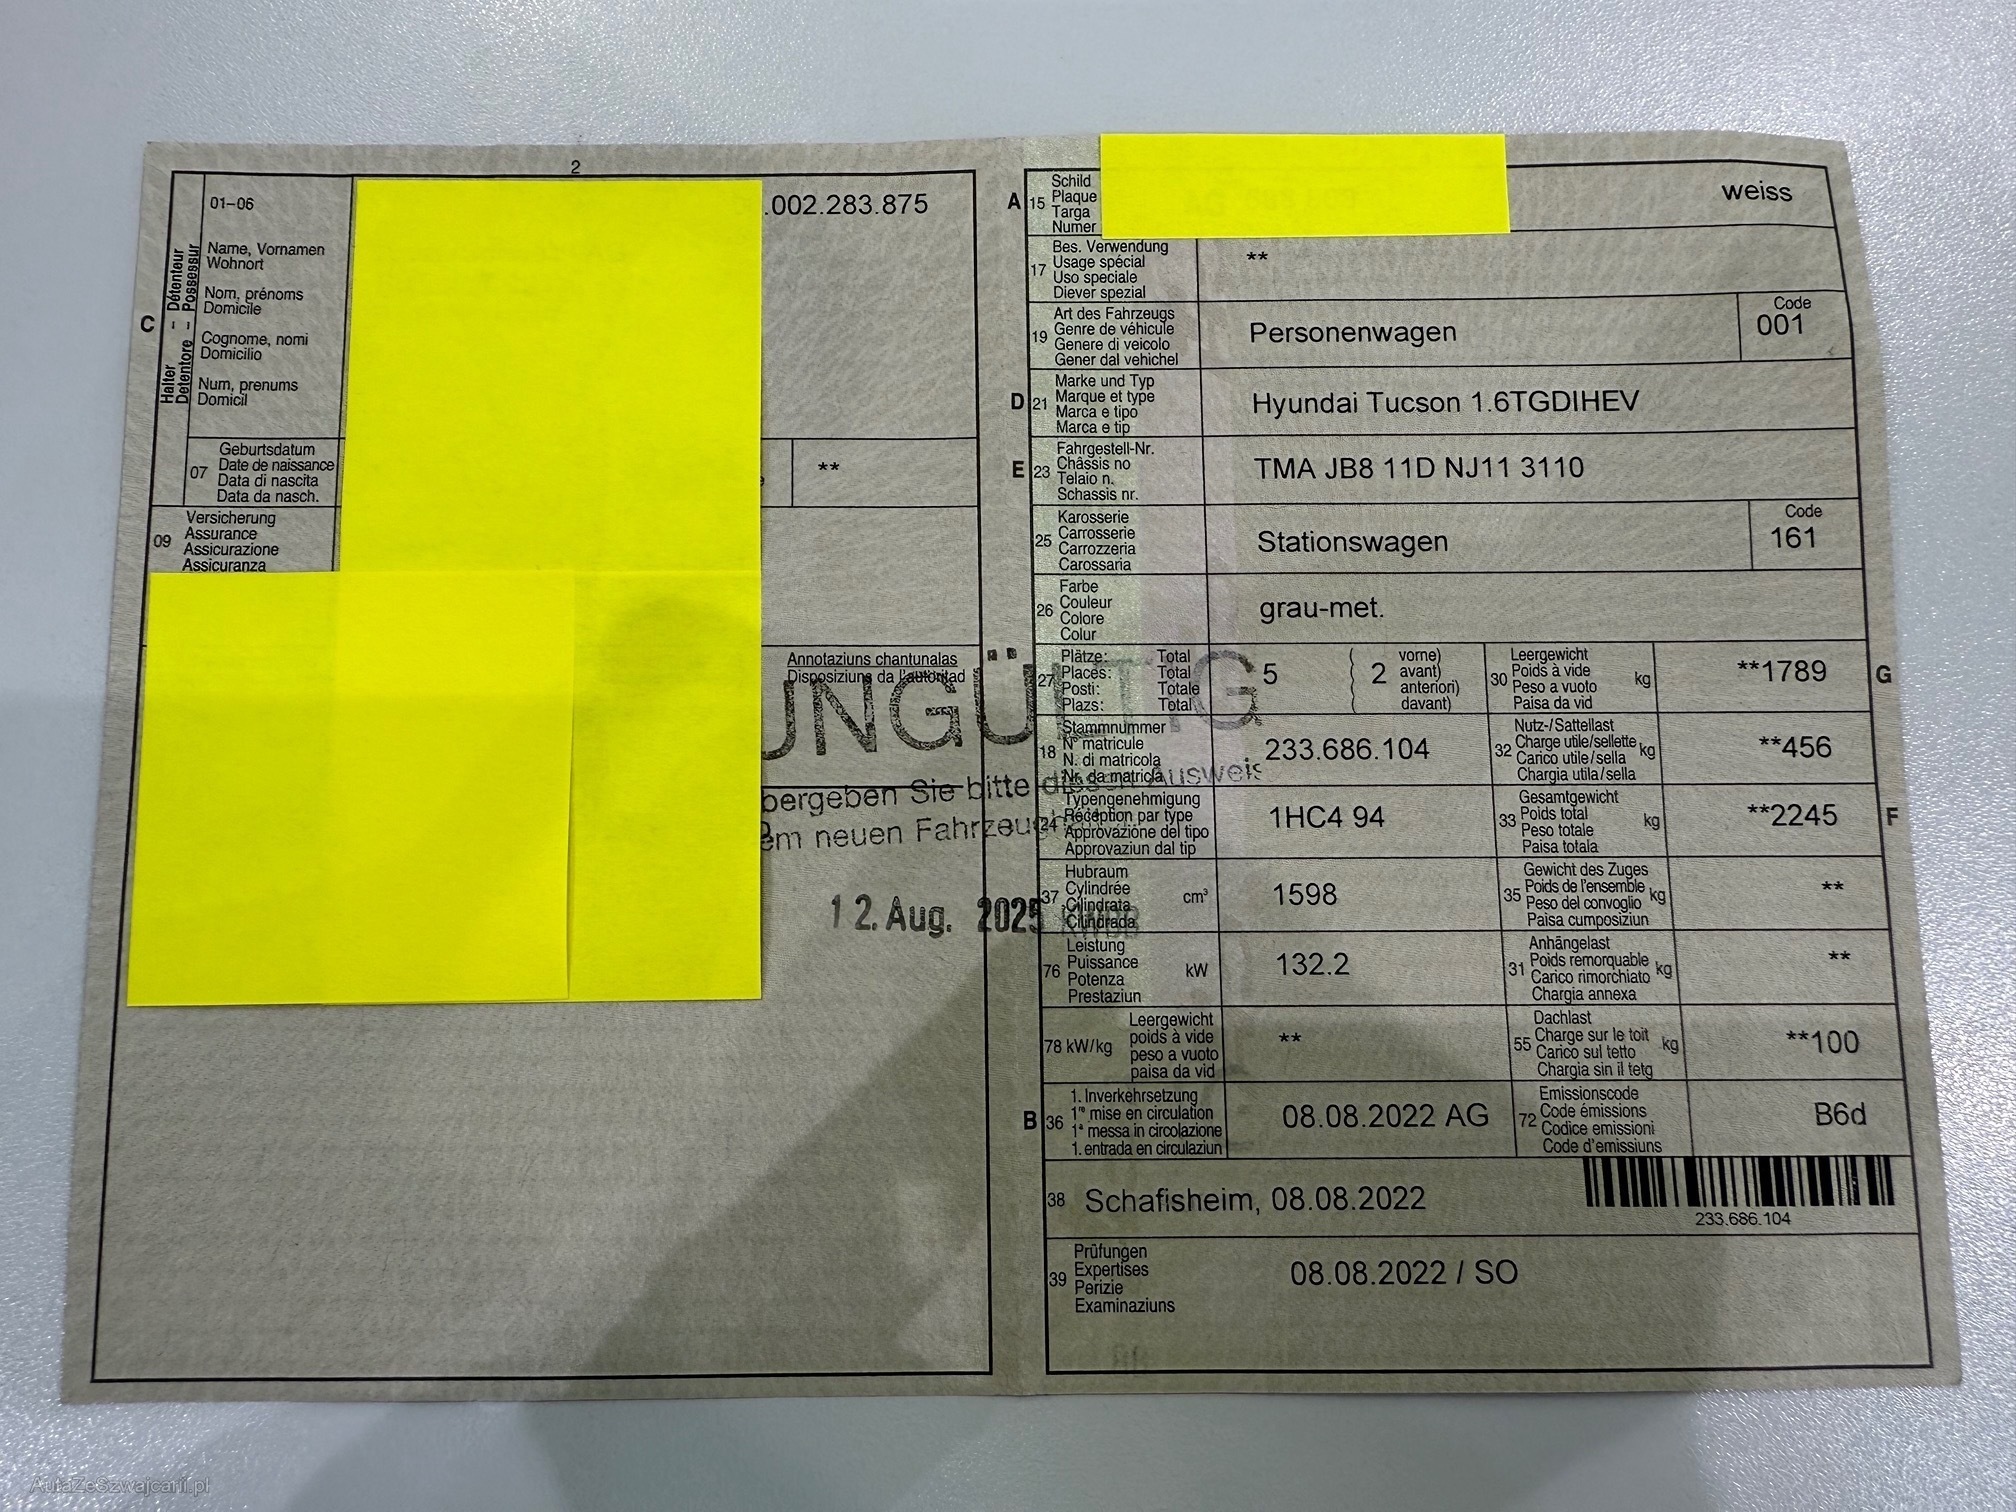 2
01–06
.002.283.875
Name, Vornamen
Wohnort
Nom, prénoms
Domicile
Cognome, nomi
Domicilio
Num, prenums
Domicil
C
Halter Détenteur
Detentore Possessur
07
Geburtsdatum
Date de naissance
Data di nascita
Data da nasch.
**
09
Versicherung
Assurance
Assicurazione
Assicuranza
Annotaziuns chantunalas
Disposiziuns da l'autoritad
UNGÜLTIG
bergeben Sie bitte diesen Ausweis
em neuen Fahrzeug
12. Aug. 2025
A 15
Schild
Plaque
Targa
Numer
weiss
17
Bes. Verwendung
Usage spécial
Uso speciale
Diever spezial
**
19
Art des Fahrzeugs
Genre de véhicule
Genere di veicolo
Gener dal vehichel
Personenwagen
Code
001
D 21
Marke und Typ
Marque et type
Marca e tipo
Marca e tip
Hyundai Tucson 1.6TGDIHEV
E 23
Fahrgestell-Nr.
Châssis no
Telaio n.
Schassis nr.
TMA JB8 11D NJ11 3110
25
Karosserie
Carrosserie
Carrozzeria
Carossaria
Stationswagen
Code
161
26
Farbe
Couleur
Colore
Colur
grau-met.
27
Plätze: Total
Places: Total
Posti: Totale
Plazs: Total
5 ( 2 vorne)
( avant)
( anteriori)
( davant)
30
Leergewicht
Poids à vide
Peso a vuoto
Paisa da vid
kg
**1789
G
18
Stammnummer
N° matricule
N. di matricola
Nr. da matricla
233.686.104
32
Nutz-/Sattellast
Charge utile/sellette
Carico utile/sella
Chargia utila/sella
kg
**456
24
Typengenehmigung
Réception par type
Approvazione del tipo
Approvaziun dal tip
1HC4 94
33
Gesamtgewicht
Poids total
Peso totale
Paisa totala
kg
**2245
F
37
Hubraum
Cylindrée
Cilindrata
Cilindrada
cm³
1598
35
Gewicht des Zuges
Poids de l'ensemble
Peso del convoglio
Paisa cumposiziun
kg
**
76
Leistung
Puissance
Potenza
Prestaziun
kW
132.2
31
Anhängelast
Poids remorquable
Carico rimorchiato
Chargia annexa
kg
**
78 kW/kg
Leergewicht
poids à vide
peso a vuoto
paisa da vid
**
55
Dachlast
Charge sur le toit
Carico sul tetto
Chargia sin il tetg
kg
**100
B 36
1. Inverkehrsetzung
1re mise en circulation
1a messa in circolazione
1. entrada en circulaziun
08.08.2022 AG
72
Emissionscode
Code émissions
Codice emissioni
Code d'emissiuns
B6d
38
Schafisheim, 08.08.2022
233.686.104
39
Prüfungen
Expertises
Perizie
Examinaziuns
08.08.2022 / SO
AutaZeSzwajcarii.pl